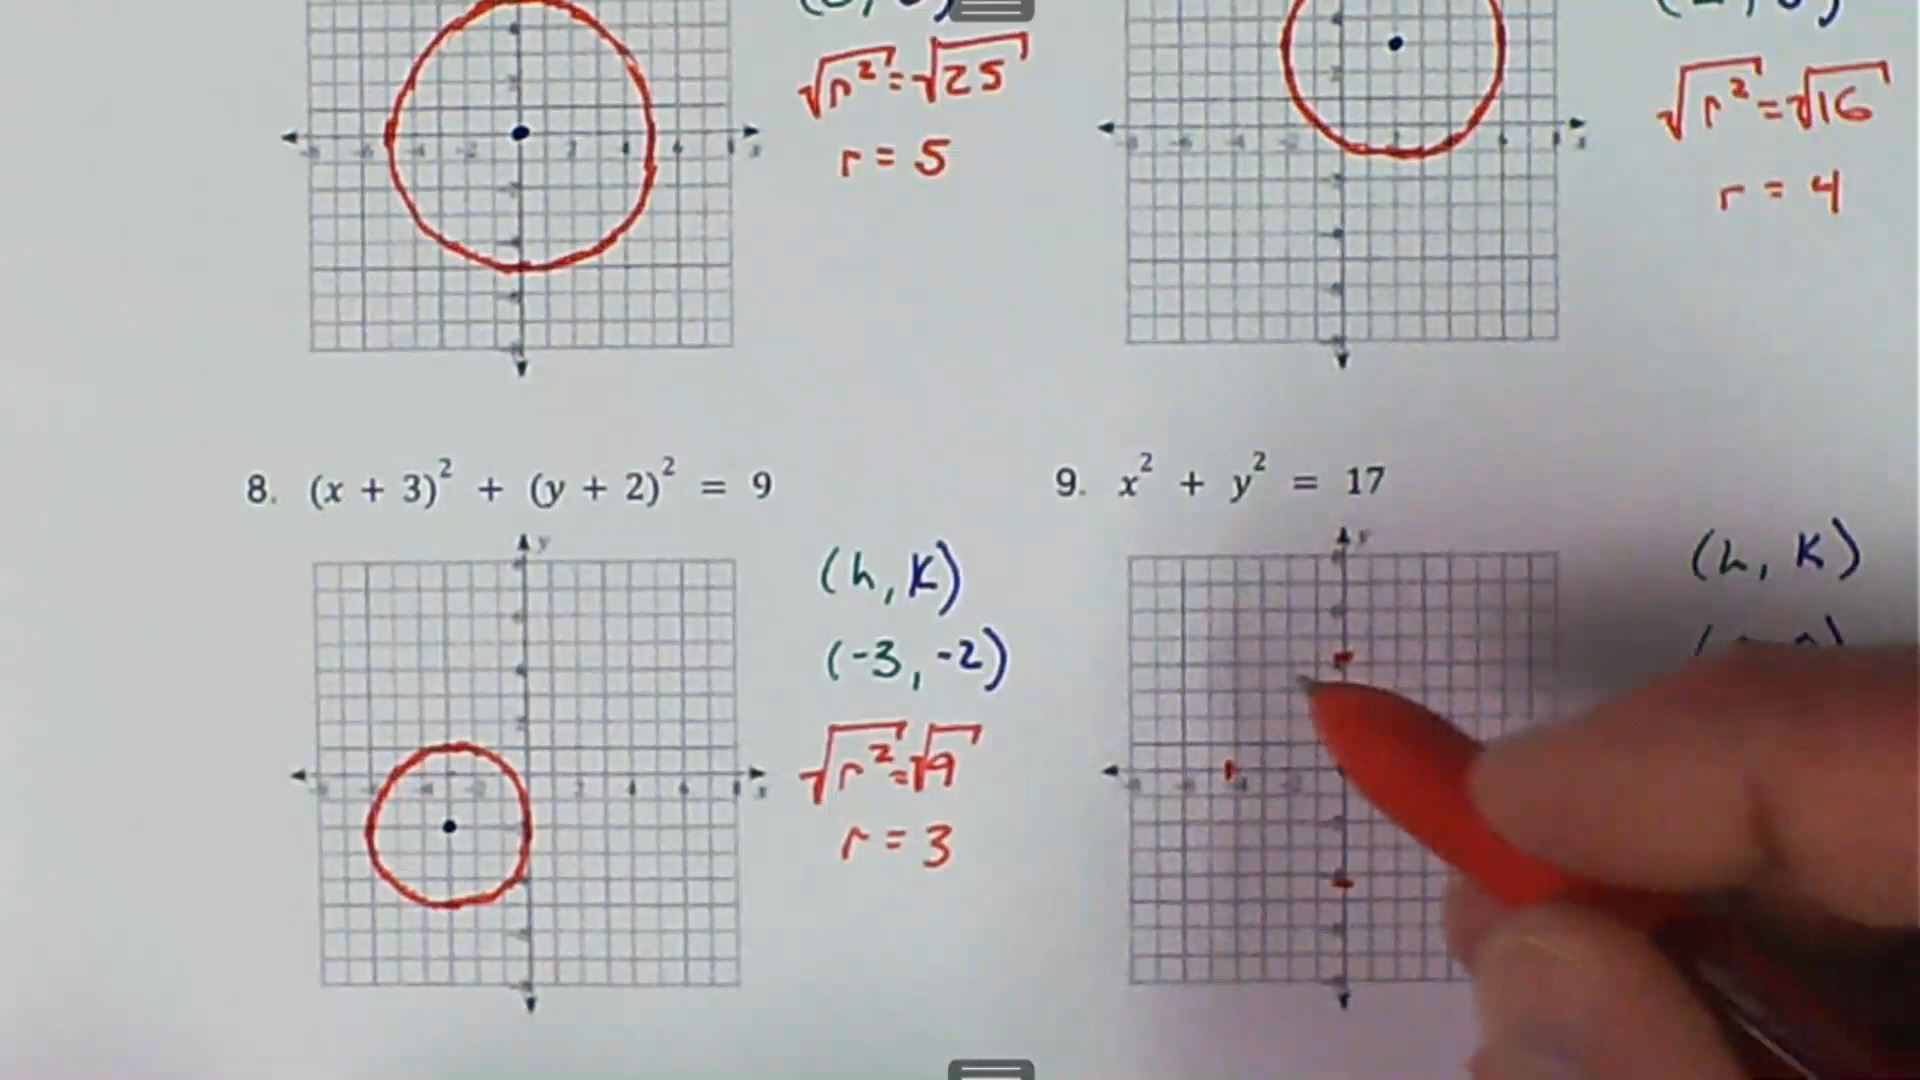 √r² = √25
r = 5
√r² = √16
r = 4
8. (x + 3)² + (y + 2)² = 9
y
(h, K)
(-3, -2)
√r² = √9
r = 3
x
9. x² + y² = 17
y
(h, K)